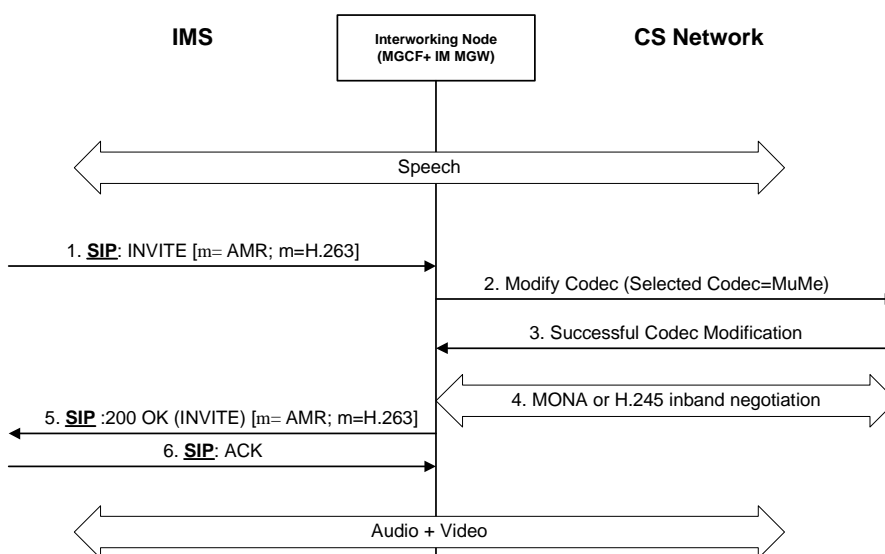 IMS
Interworking Node
(MGCF+ IM MGW)
CS Network
Speech
1. SIP: INVITE [m= AMR; m=H.263]
2. Modify Codec (Selected Codec=MuMe)
3. Successful Codec Modification
4. MONA or H.245 inband negotiation
5. SIP :200 OK (INVITE) [m= AMR; m=H.263]
6. SIP: ACK
Audio + Video